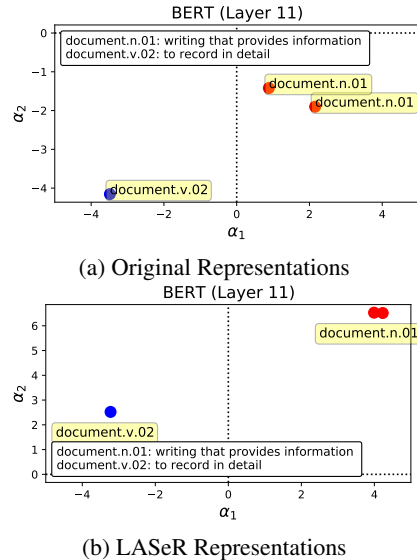 BERT (Layer 11)
0
document.n.01: writing that provides information
document.v.02: to record in detail
−1
document.n.01
α₂
−2
document.n.01
−3
−4
document.v.02
−4 −2 0 2 4
α₁
(a) Original Representations
BERT (Layer 11)
6
document.n.01
5
4
α₂
3
2
document.v.02
1
document.n.01: writing that provides information
document.v.02: to record in detail
0
−4 −2 0 2 4
α₁
(b) LASeR Representations